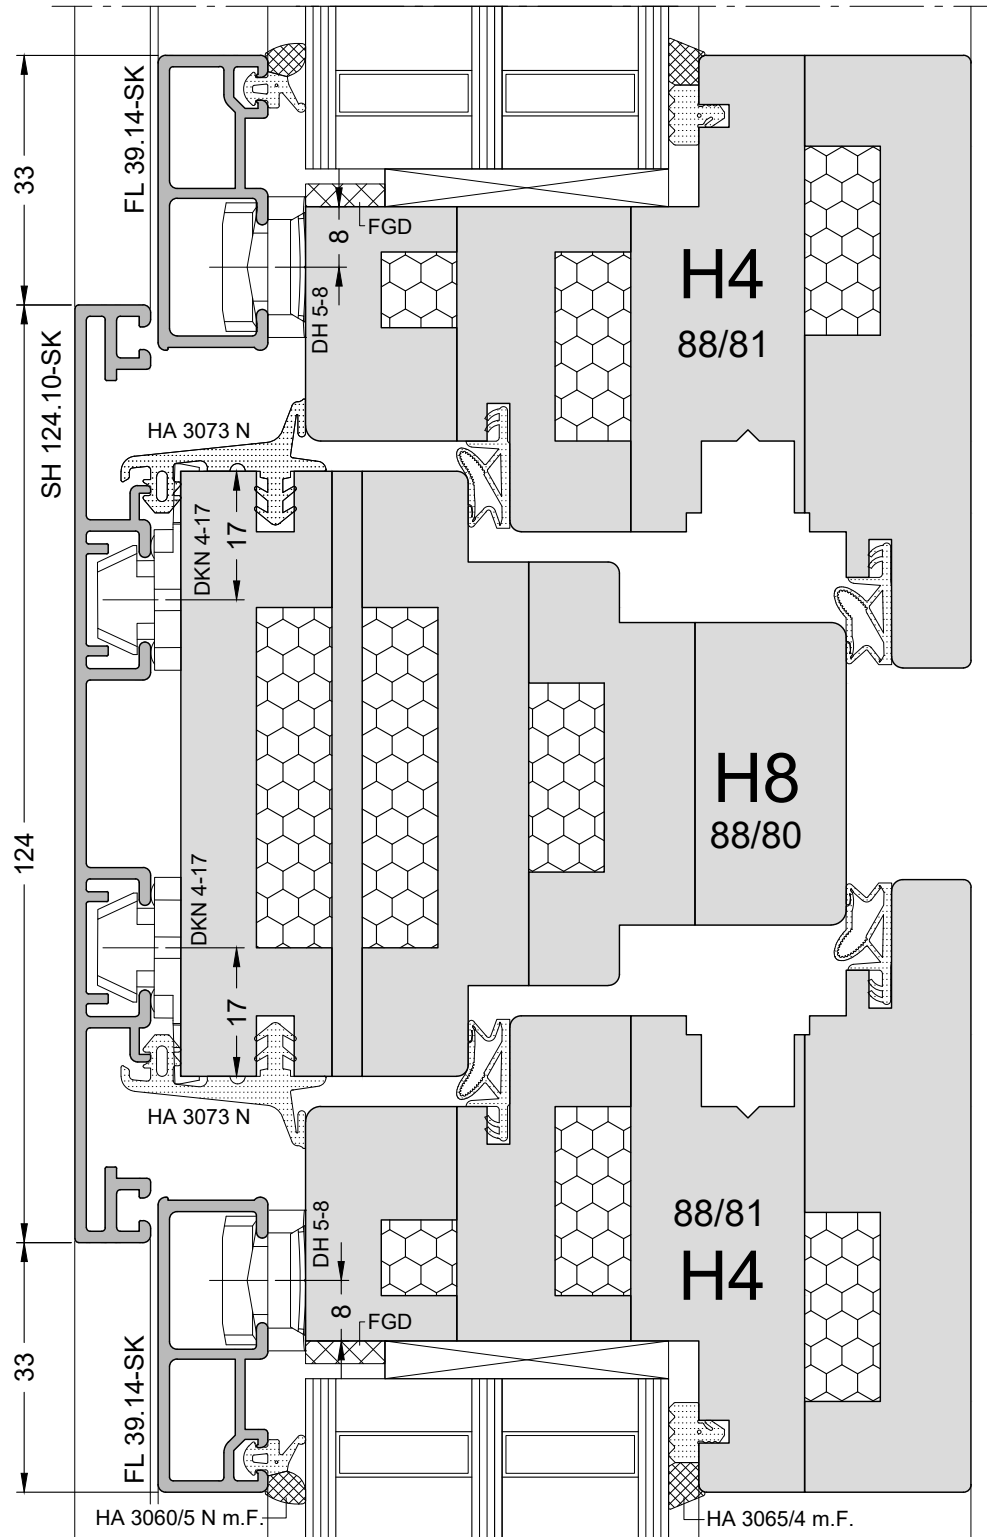 33
FL 39.14-SK
8
FGD
DH 5-8
H4
88/81
SH 124.10-SK
HA 3073 N
DKN 4-17
17
124
H8
88/80
DKN 4-17
17
HA 3073 N
DH 5-8
88/81
H4
8
FGD
33
FL 39.14-SK
HA 3060/5 N m.F.
HA 3065/4 m.F.